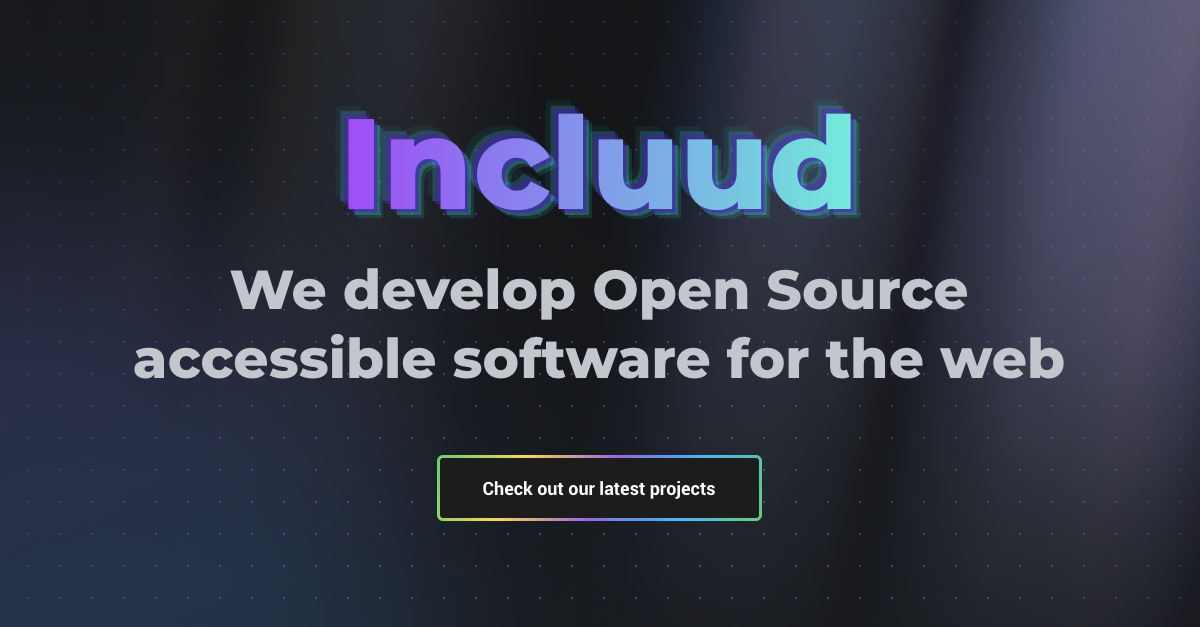 Incluud
We develop Open Source
accessible software for the web
Check out our latest projects